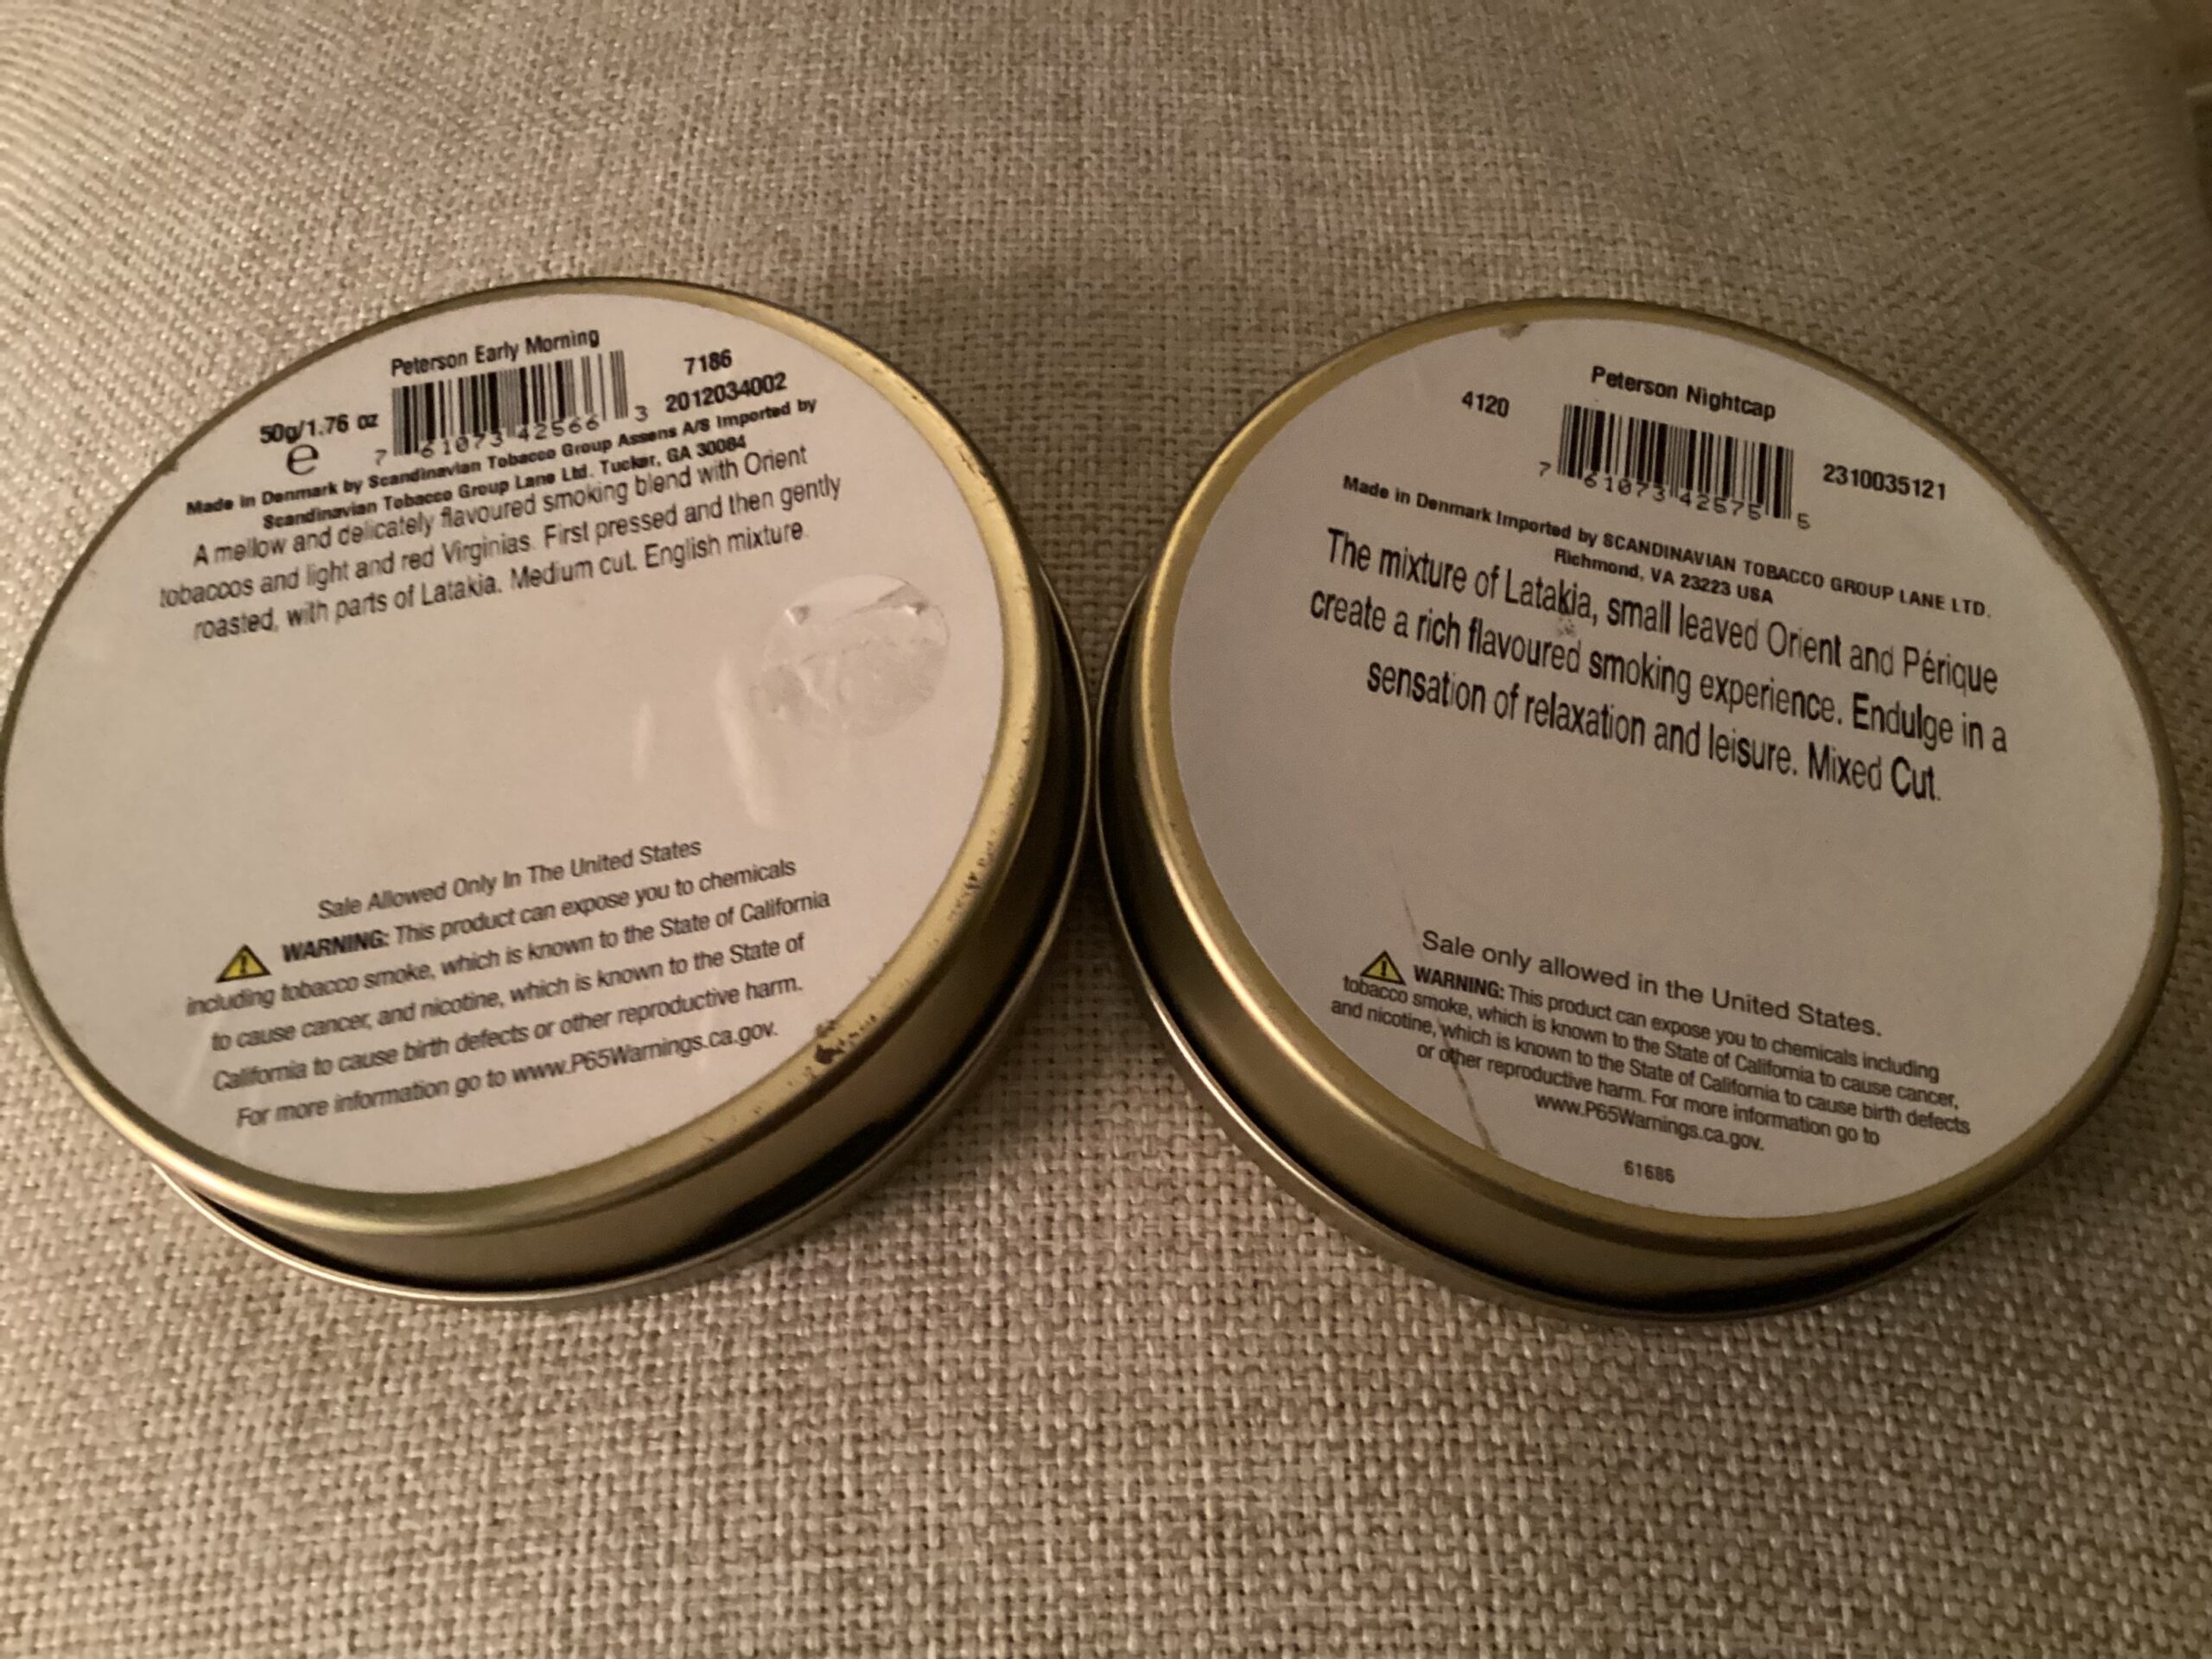 Peterson Early Morning
50g/1.76 oz
e
7 61073 42566 3
7186
2012034002
Made in Denmark by Scandinavian Tobacco Group Assens A/S Imported by
Scandinavian Tobacco Group Lane Ltd. Tucker, GA 30084
A mellow and delicately flavoured smoking blend with Orient
tobaccos and light and red Virginias. First pressed and then gently
roasted, with parts of Latakia. Medium cut. English mixture.
Sale Allowed Only In The United States
WARNING: This product can expose you to chemicals
including tobacco smoke, which is known to the State of California
to cause cancer, and nicotine, which is known to the State of
California to cause birth defects or other reproductive harm.
For more information go to www.P65Warnings.ca.gov.
Peterson Nightcap
4120
7 61073 42575 5
2310035121
Made in Denmark Imported by SCANDINAVIAN TOBACCO GROUP LANE LTD.
Richmond, VA 23223 USA
The mixture of Latakia, small leaved Orient and Périque
create a rich flavoured smoking experience. Endulge in a
sensation of relaxation and leisure. Mixed Cut.
Sale only allowed in the United States.
WARNING: This product can expose you to chemicals including
tobacco smoke, which is known to the State of California to cause cancer,
and nicotine, which is known to the State of California to cause birth defects
or other reproductive harm. For more information go to
www.P65Warnings.ca.gov.
61686